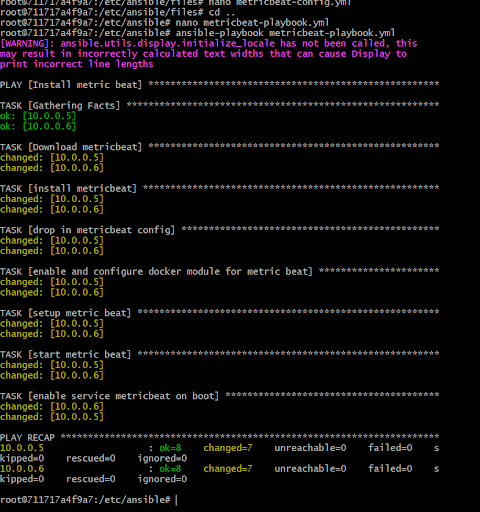 root@711717a4f9a7:/etc/ansible/files# nano metricbeat-config.yml
root@711717a4f9a7:/etc/ansible/files# cd ..
root@711717a4f9a7:/etc/ansible# nano metricbeat-playbook.yml
root@711717a4f9a7:/etc/ansible# ansible-playbook metricbeat-playbook.yml
[WARNING]: ansible.utils.display.initialize_locale has not been called, this
may result in incorrectly calculated text widths that can cause Display to
print incorrect line lengths
PLAY [Install metric beat] *****************************************************
TASK [Gathering Facts] *********************************************************
ok: [10.0.0.5]
ok: [10.0.0.6]
TASK [Download metricbeat] *****************************************************
changed: [10.0.0.5]
changed: [10.0.0.6]
TASK [install metricbeat] ******************************************************
changed: [10.0.0.6]
changed: [10.0.0.5]
TASK [drop in metricbeat config] ***********************************************
changed: [10.0.0.5]
changed: [10.0.0.6]
TASK [enable and configure docker module for metric beat] **********************
changed: [10.0.0.5]
changed: [10.0.0.6]
TASK [setup metric beat] *******************************************************
changed: [10.0.0.5]
changed: [10.0.0.6]
TASK [start metric beat] *******************************************************
changed: [10.0.0.5]
changed: [10.0.0.6]
TASK [enable service metricbeat on boot] ***************************************
changed: [10.0.0.6]
changed: [10.0.0.5]
PLAY RECAP *********************************************************************
10.0.0.5 : ok=8 changed=7 unreachable=0 failed=0 s
kipped=0 rescued=0 ignored=0
10.0.0.6 : ok=8 changed=7 unreachable=0 failed=0 s
kipped=0 rescued=0 ignored=0
root@711717a4f9a7:/etc/ansible#